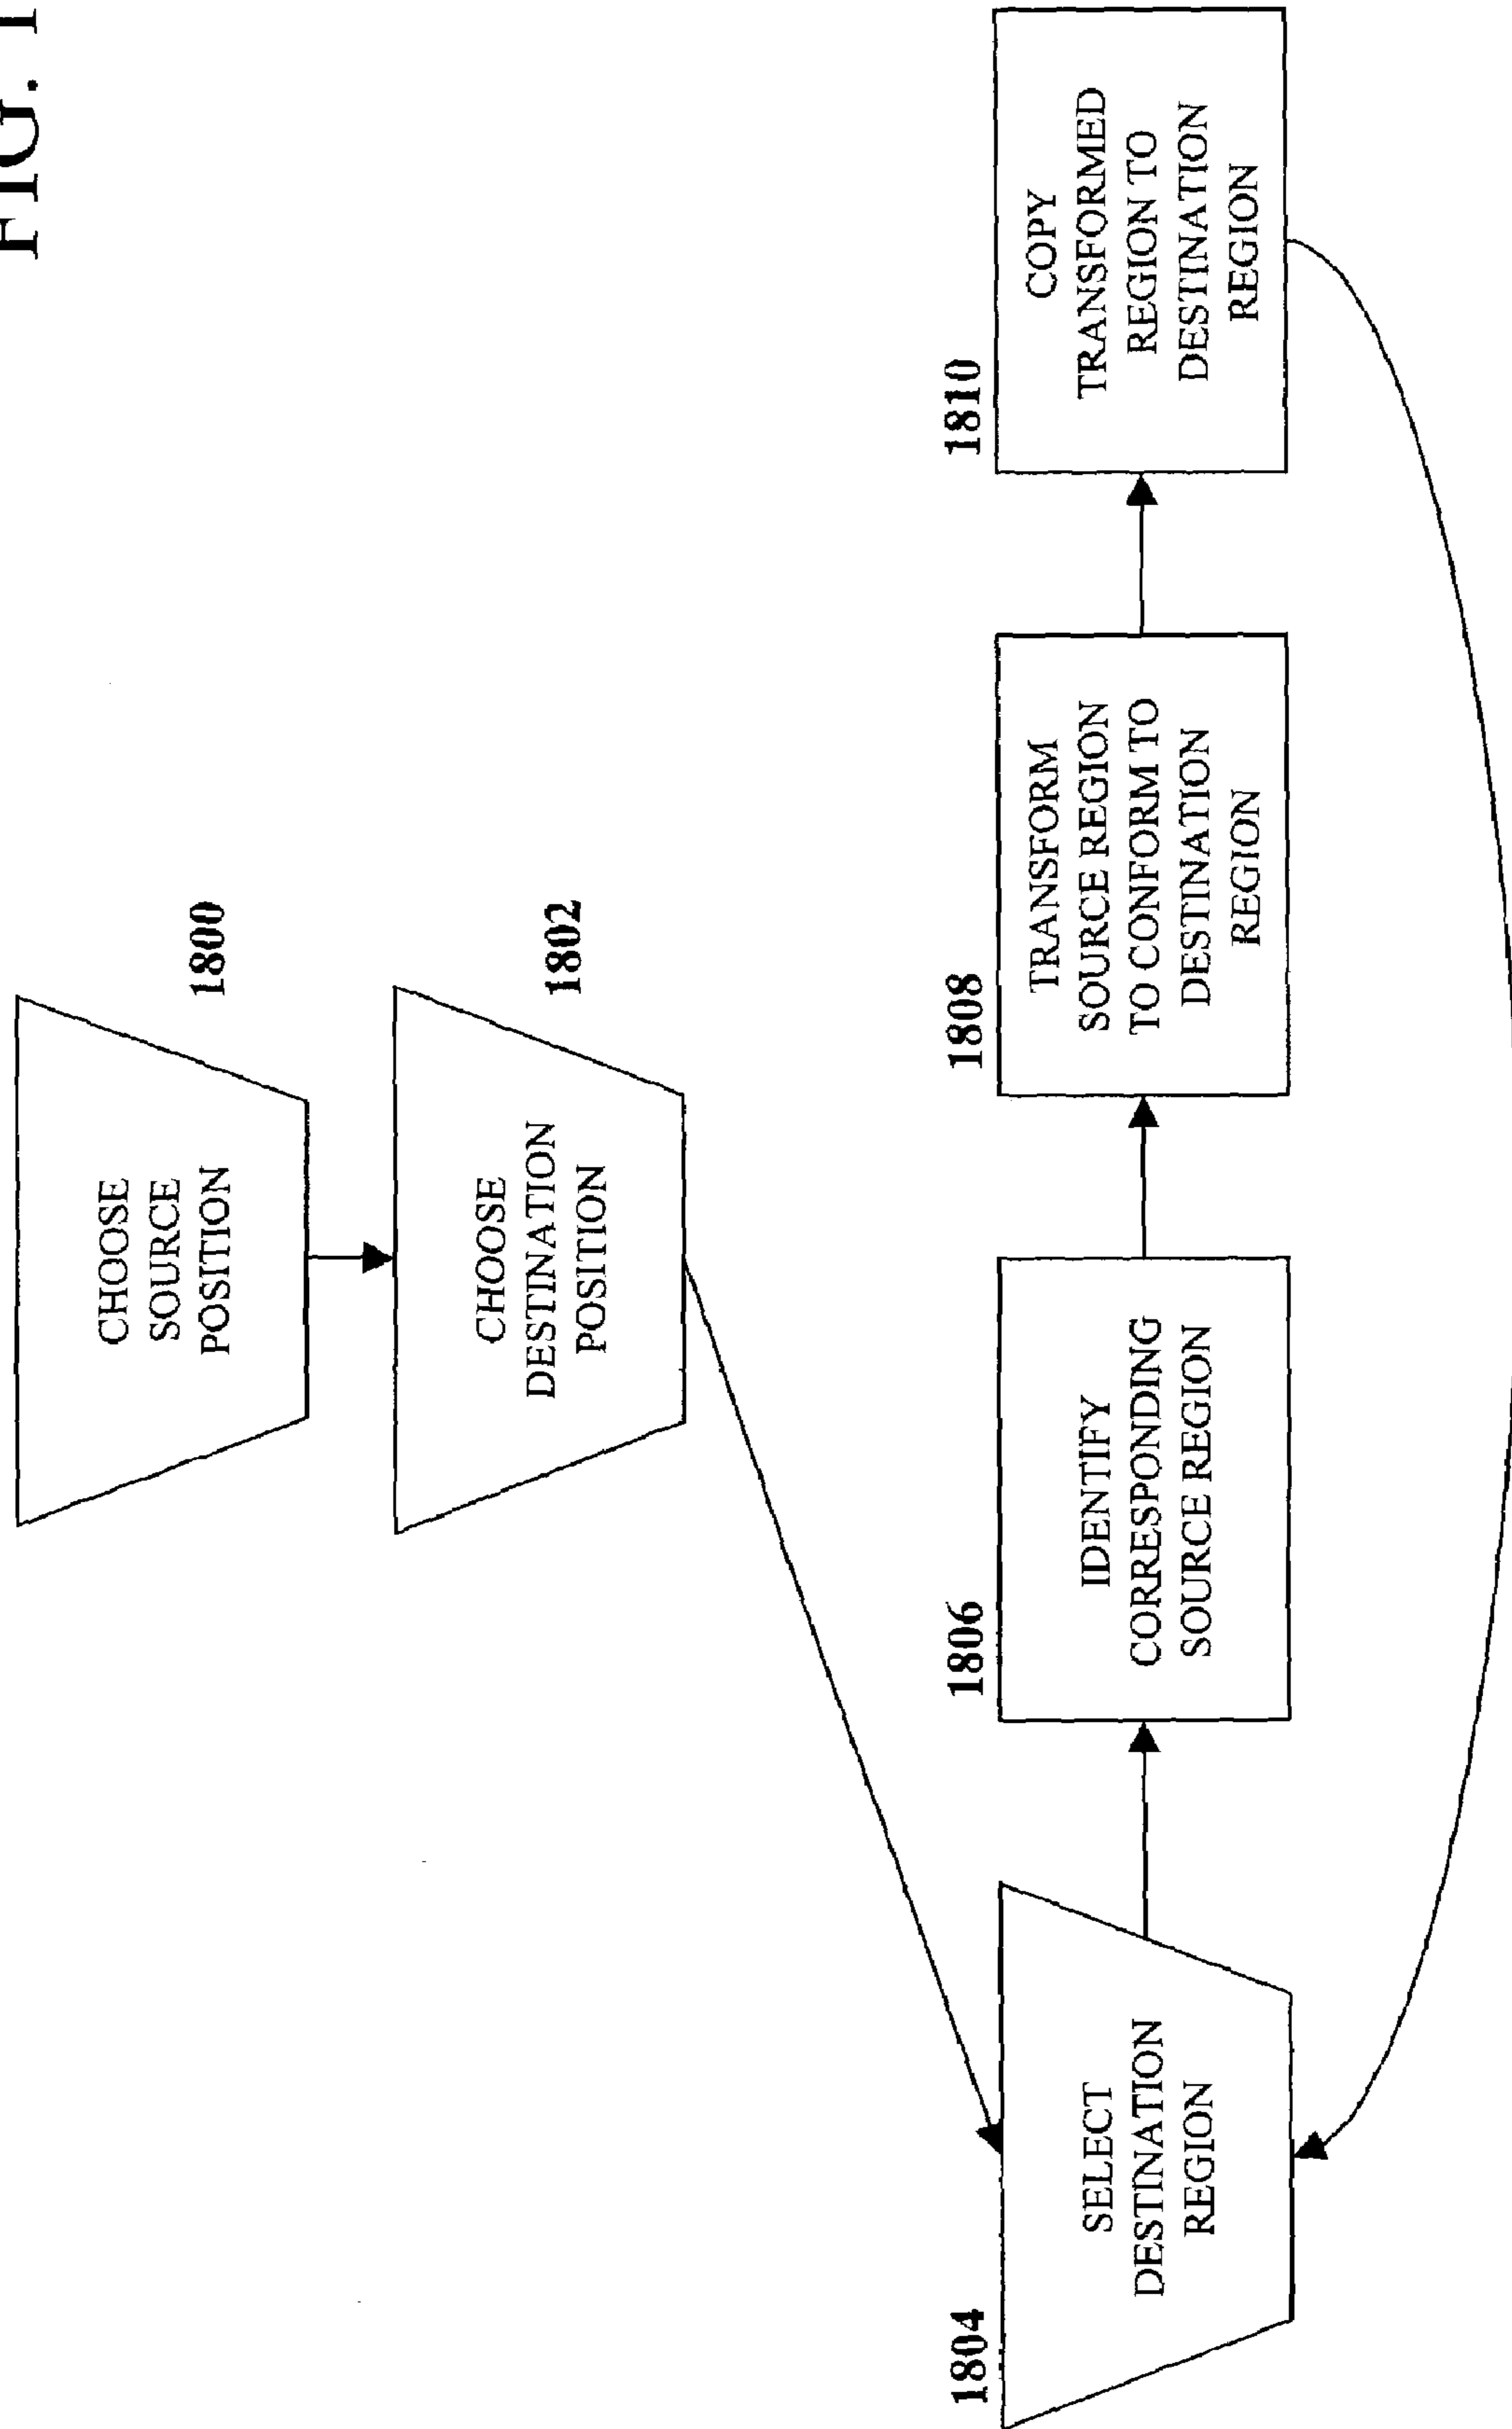 FIG. 1
1800
CHOOSE
SOURCE
POSITION
1802
CHOOSE
DESTINATION
POSITION
1804
SELECT
DESTINATION
REGION
1806
IDENTIFY
CORRESPONDING
SOURCE REGION
1808
TRANSFORM
SOURCE REGION
TO CONFORM TO
DESTINATION
REGION
1810
COPY
TRANSFORMED
REGION TO
DESTINATION
REGION